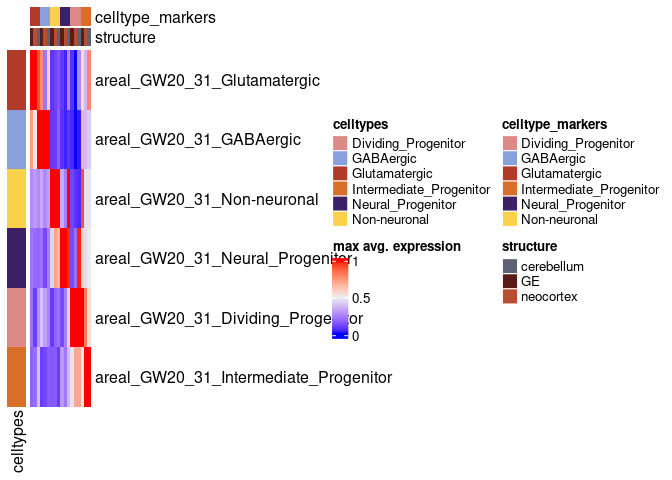 celltype_markers
structure
areal_GW20_31_Glutamatergic
areal_GW20_31_GABAergic
areal_GW20_31_Non-neuronal
areal_GW20_31_Neural_Progenitor
areal_GW20_31_Dividing_Progenitor
areal_GW20_31_Intermediate_Progenitor
celltypes
celltypes
Dividing_Progenitor
GABAergic
Glutamatergic
Intermediate_Progenitor
Neural_Progenitor
Non-neuronal
max avg. expression
1
0.5
0
celltype_markers
Dividing_Progenitor
GABAergic
Glutamatergic
Intermediate_Progenitor
Neural_Progenitor
Non-neuronal
structure
cerebellum
GE
neocortex